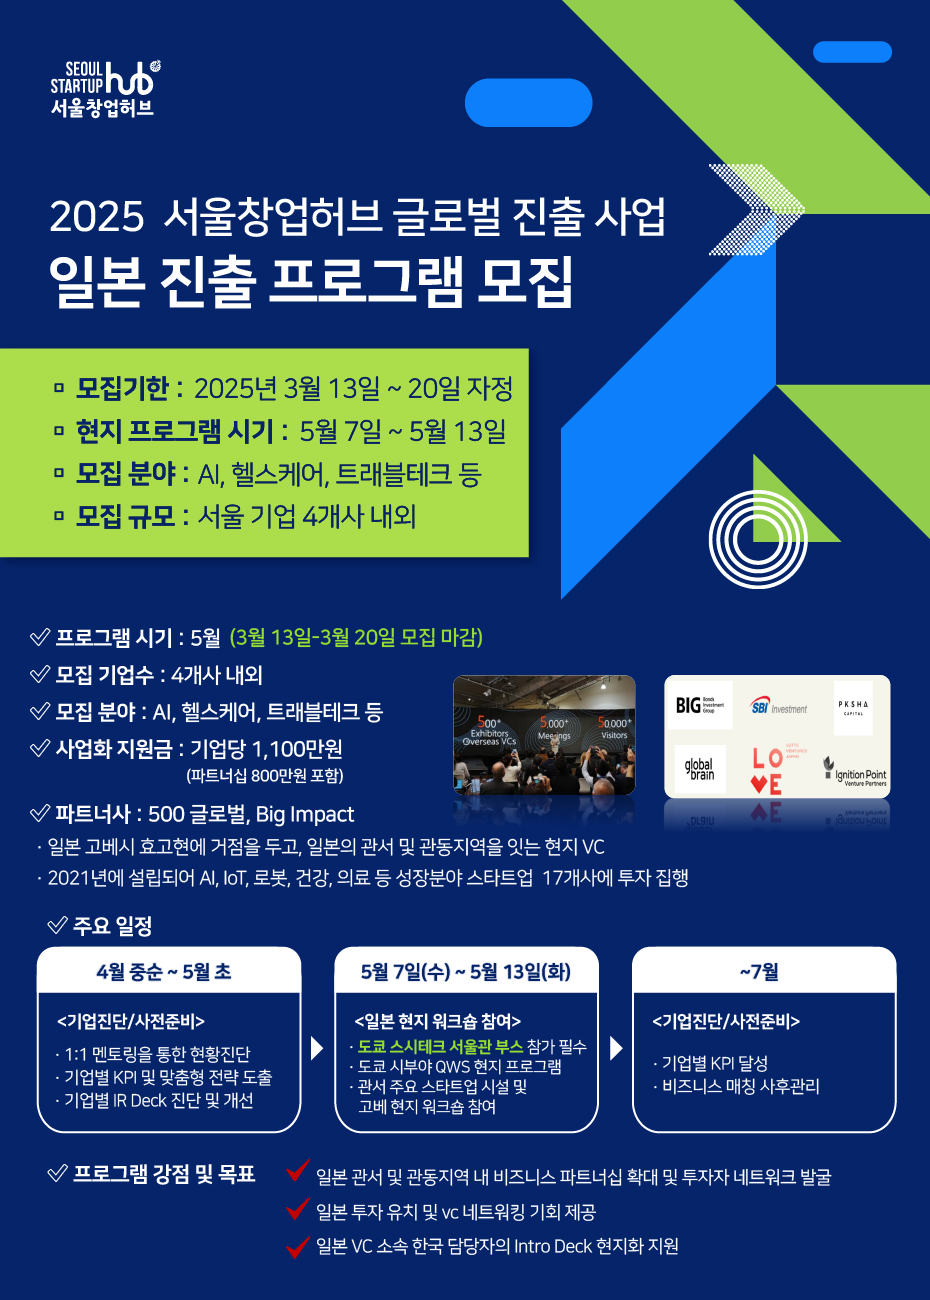 SEOUL
STARTUP hub
서울창업허브
2025 서울창업허브 글로벌 진출 사업
일본 진출 프로그램 모집
모집기한 : 2025년 3월 13일 ~ 20일 자정
현지 프로그램 시기 : 5월 7일 ~ 5월 13일
모집 분야 : AI, 헬스케어, 트래블테크 등
모집 규모 : 서울 기업 4개사 내외
프로그램 시기 : 5월 (3월 13일-3월 20일 모집 마감)
모집 기업수 : 4개사 내외
모집 분야 : AI, 헬스케어, 트래블테크 등
사업화 지원금 : 기업당 1,100만원
(파트너십 800만원 포함)
500+ 5,000+ 50,000+
Exhibitors Meetings Visitors
Overseas VCs
BIG Bonds Investment Group
SBI Investment
PKSHA
CAPITAL
global
brain
LOVE
Ignition Point
Venture Partners
파트너사 : 500 글로벌, Big Impact
· 일본 고베시 효고현에 거점을 두고, 일본의 관서 및 관동지역을 잇는 현지 VC
· 2021년에 설립되어 AI, IoT, 로봇, 건강, 의료 등 성장분야 스타트업 17개사에 투자 집행
주요 일정
4월 중순 ~ 5월 초
<기업진단/사전준비>
· 1:1 멘토링을 통한 현황진단
· 기업별 KPI 및 맞춤형 전략 도출
· 기업별 IR Deck 진단 및 개선
5월 7일(수) ~ 5월 13일(화)
<일본 현지 워크숍 참여>
· 도쿄 스시테크 서울관 부스 참가 필수
· 도쿄 시부야 QWS 현지 프로그램
· 관서 주요 스타트업 시설 및
고베 현지 워크숍 참여
~7월
<기업진단/사전준비>
· 기업별 KPI 달성
· 비즈니스 매칭 사후관리
프로그램 강점 및 목표
일본 관서 및 관동지역 내 비즈니스 파트너십 확대 및 투자자 네트워크 발굴
일본 투자 유치 및 vc 네트워킹 기회 제공
일본 VC 소속 한국 담당자의 Intro Deck 현지화 지원